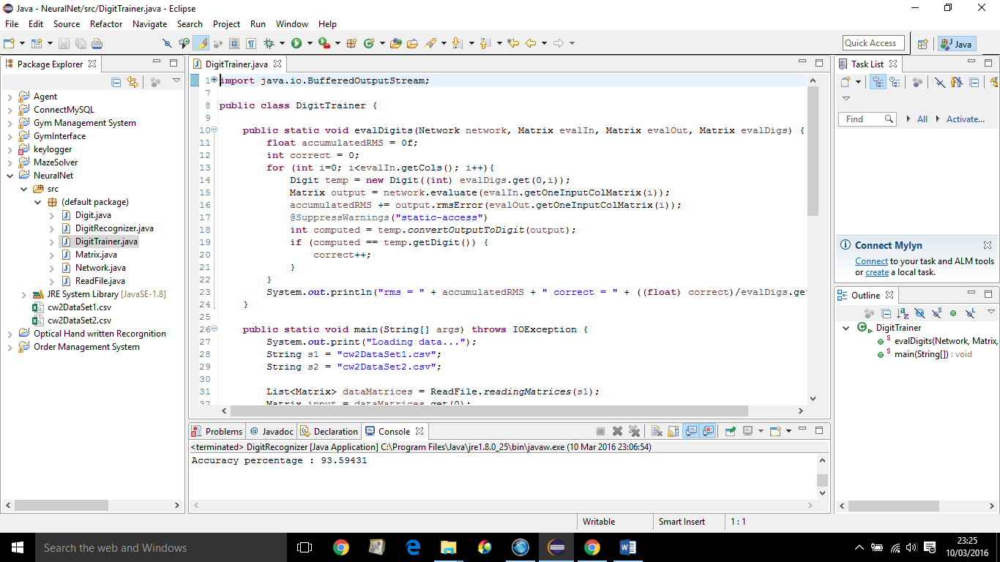 Java - NeuralNet/src/DigitTrainer.java - Eclipse
File Edit Source Refactor Navigate Search Project Run Window Help
Quick Access
Java
Package Explorer
Agent
ConnectMySQL
Gym Management System
GymInterface
keylogger
MazeSolver
NeuralNet
src
(default package)
Digit.java
DigitRecognizer.java
DigitTrainer.java
Matrix.java
Network.java
ReadFile.java
JRE System Library [JavaSE-1.8]
cw2DataSet1.csv
cw2DataSet2.csv
Optical Hand written Recorgnition
Order Management System
DigitTrainer.java
1 import java.io.BufferedOutputStream;
7
8 public class DigitTrainer {
9
10 public static void evalDigits(Network network, Matrix evalIn, Matrix evalOut, Matrix evalDigs) {
11 float accumulatedRMS = 0f;
12 int correct = 0;
13 for (int i=0; i<evalIn.getCols(); i++){
14 Digit temp = new Digit((int) evalDigs.get(0,i));
15 Matrix output = network.evaluate(evalIn.getOneInputColMatrix(i));
16 accumulatedRMS += output.rmsError(evalOut.getOneInputColMatrix(i));
17 @SuppressWarnings("static-access")
18 int computed = temp.convertOutputToDigit(output);
19 if (computed == temp.getDigit()) {
20 correct++;
21 }
22 }
23 System.out.println("rms = " + accumulatedRMS + " correct = " + ((float) correct)/evalDigs.ge
24 }
25
26 public static void main(String[] args) throws IOException {
27 System.out.print("Loading data...");
28 String s1 = "cw2DataSet1.csv";
29 String s2 = "cw2DataSet2.csv";
30
31 List<Matrix> dataMatrices = ReadFile.readingMatrices(s1);
32 Matrix input = dataMatrices.get(0);
Task List
Find All Activate...
Connect Mylyn
Connect to your task and ALM tools
or create a local task.
Outline
DigitTrainer
evalDigits(Network, Matrix,
main(String[]) : void
Problems @ Javadoc Declaration Console
<terminated> DigitRecognizer [Java Application] C:\Program Files\Java\jre1.8.0_25\bin\javaw.exe (10 Mar 2016 23:06:54)
Accuracy percentage : 93.59431
Writable Smart Insert 1 : 1
Search the web and Windows
23:25
10/03/2016